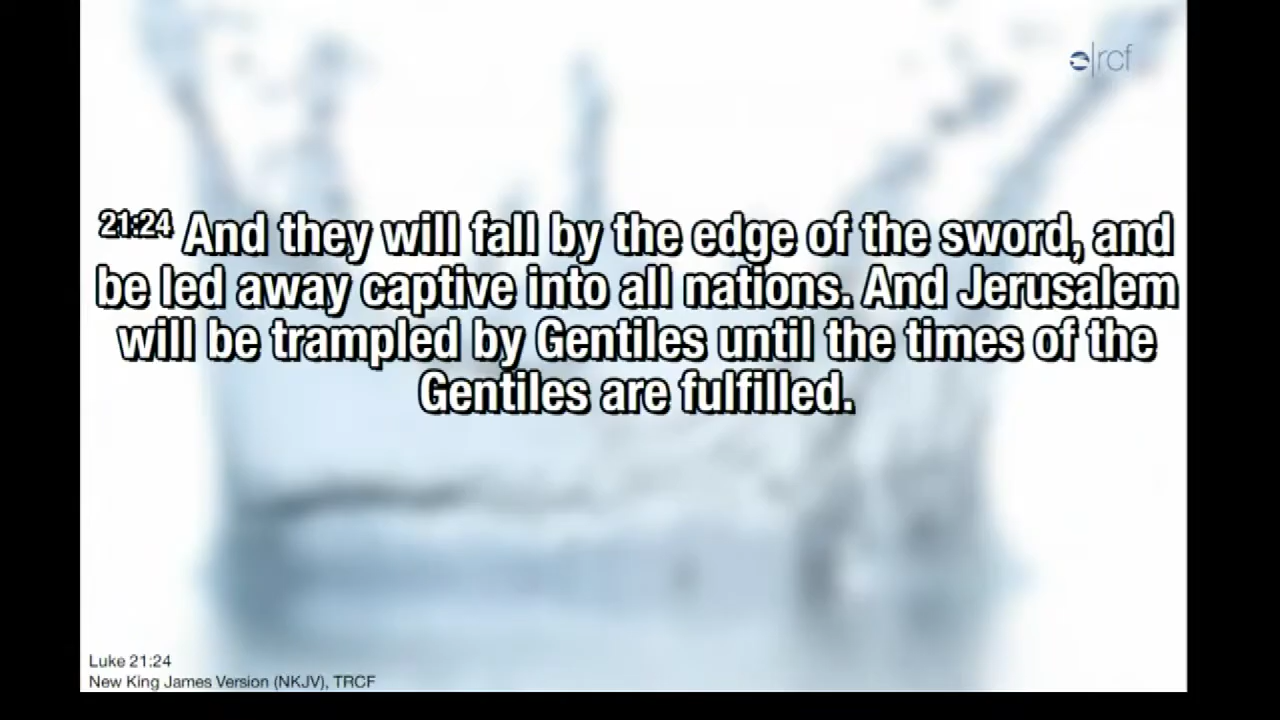 rcf
21:24 And they will fall by the edge of the sword, and
be led away captive into all nations. And Jerusalem
will be trampled by Gentiles until the times of the
Gentiles are fulfilled.
Luke 21:24
New King James Version (NKJV), TRCF